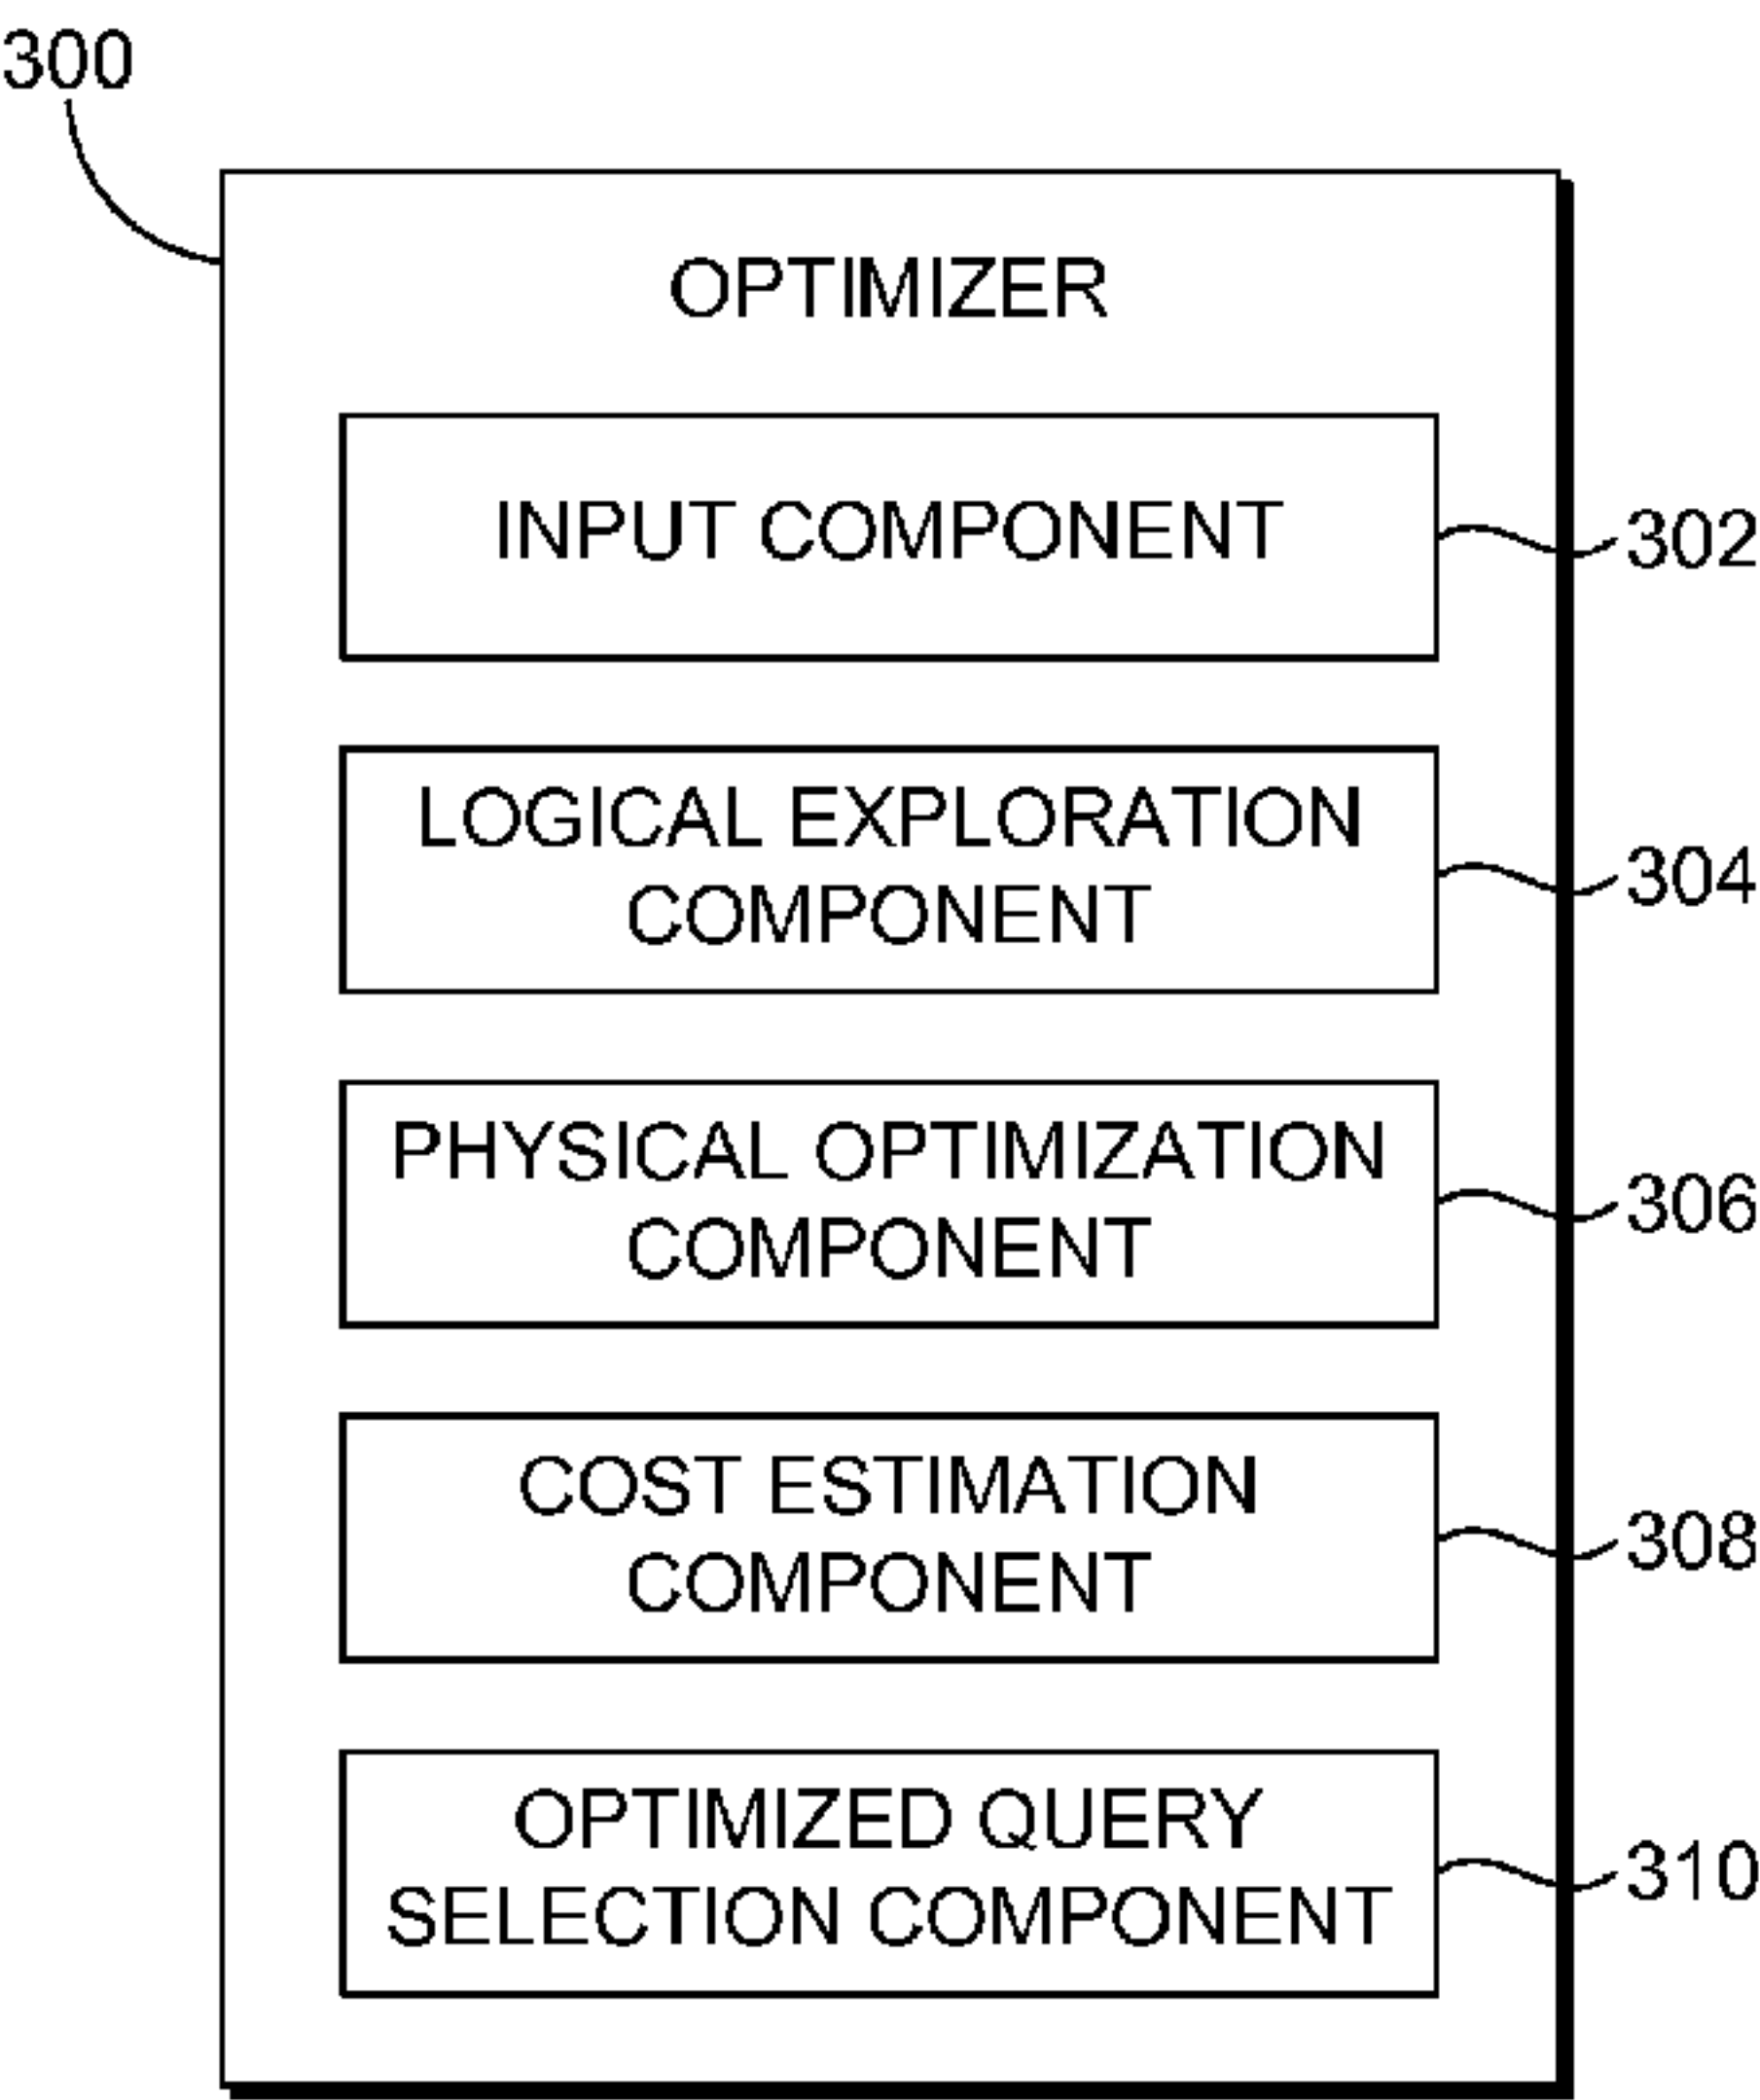 300
OPTIMIZER
INPUT COMPONENT
302
LOGICAL EXPLORATION
COMPONENT
304
PHYSICAL OPTIMIZATION
COMPONENT
306
COST ESTIMATION
COMPONENT
308
OPTIMIZED QUERY
SELECTION COMPONENT
310